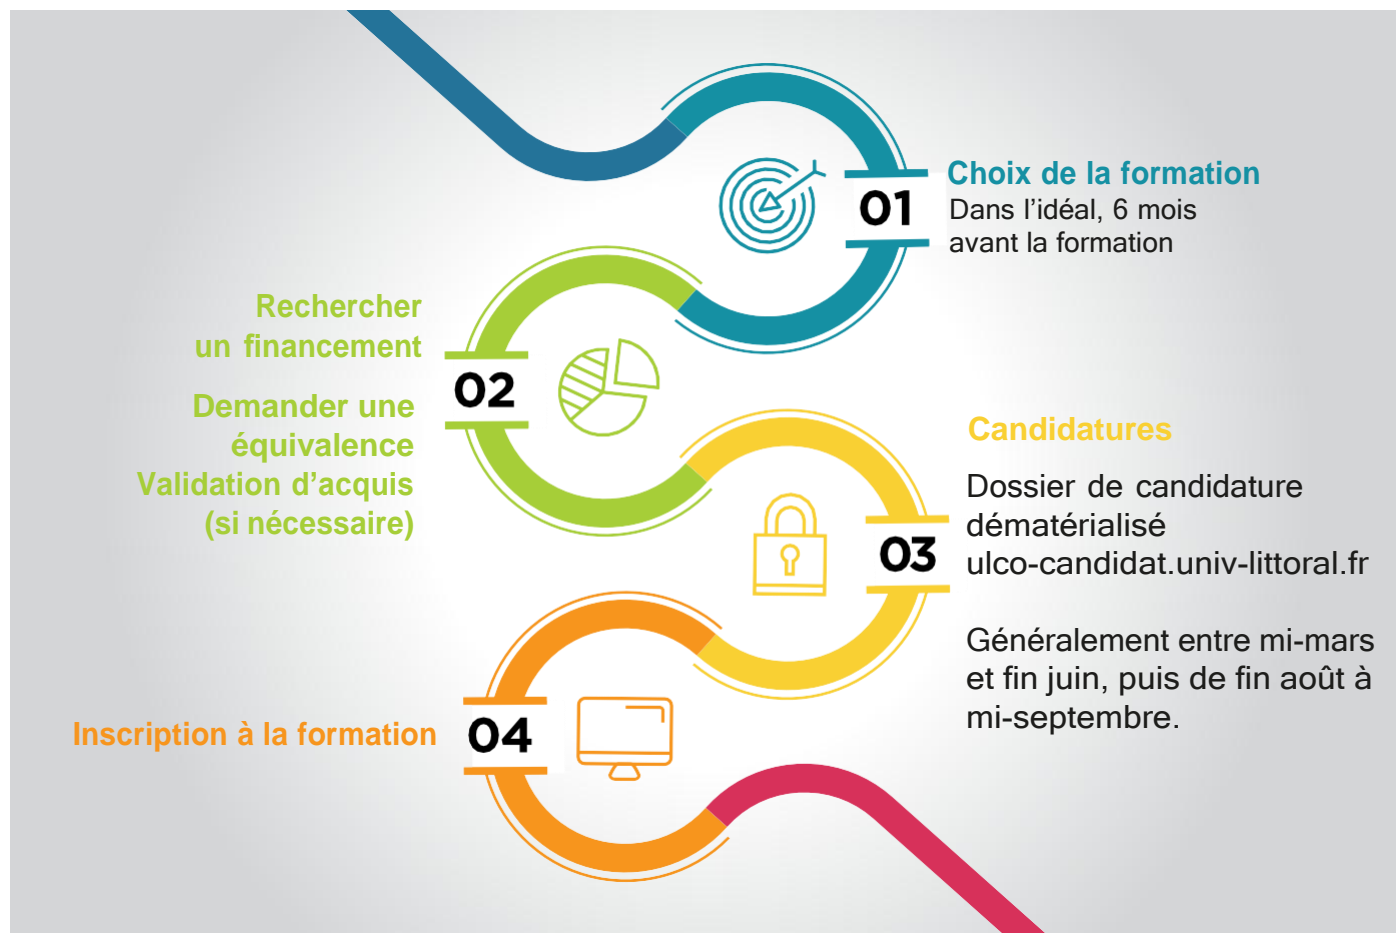 01
Choix de la formation
Dans l’idéal, 6 mois
avant la formation
Rechercher
un financement
02
Demander une
équivalence
Validation d’acquis
(si nécessaire)
Candidatures
03
Dossier de candidature
dématérialisé
ulco-candidat.univ-littoral.fr
Généralement entre mi-mars
et fin juin, puis de fin août à
mi-septembre.
Inscription à la formation
04